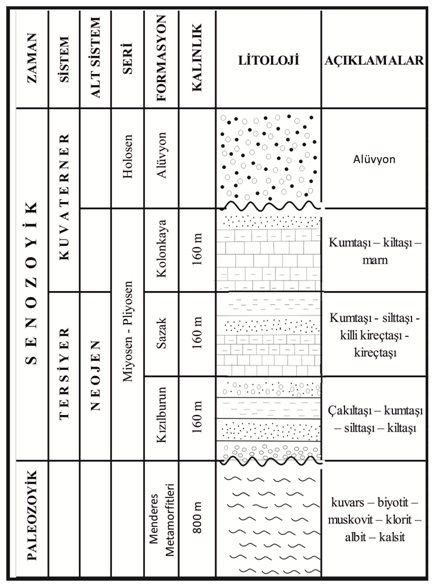 ZAMAN
SİSTEM
ALT SİSTEM
SERİ
FORMASYON
KALINLIK
LİTOLOJİ
AÇIKLAMALAR
SENOZOYİK
KUVATERNER
Holosen
Alüvyon
Alüvyon
TERSİYER
NEOJEN
Miyosen - Pliyosen
Kolonkaya
160 m
Kumtaşı – kiltaşı –
marn
Sazak
160 m
Kumtaşı - silttaşı -
killi kireçtaşı -
kireçtaşı
Kızılburun
160 m
Çakıltaşı – kumtaşı
– silttaşı – kiltaşı
PALEOZOYİK
Menderes
Metamorfitleri
800 m
kuvars – biyotit –
muskovit – klorit –
albit – kalsit